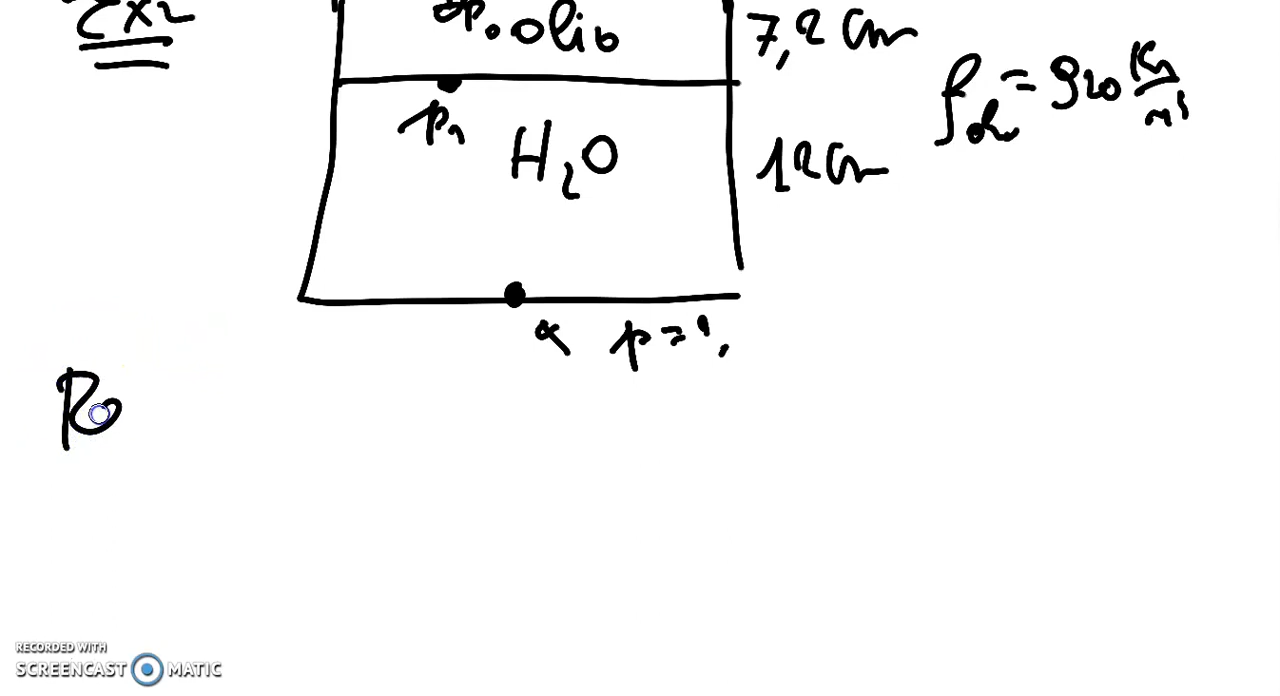 Ex2
p. olio
7,2 cm
ρol = 920 Kg/m³
p1
H2O
12 cm
p = ?
RECORDED WITH
SCREENCAST MATIC